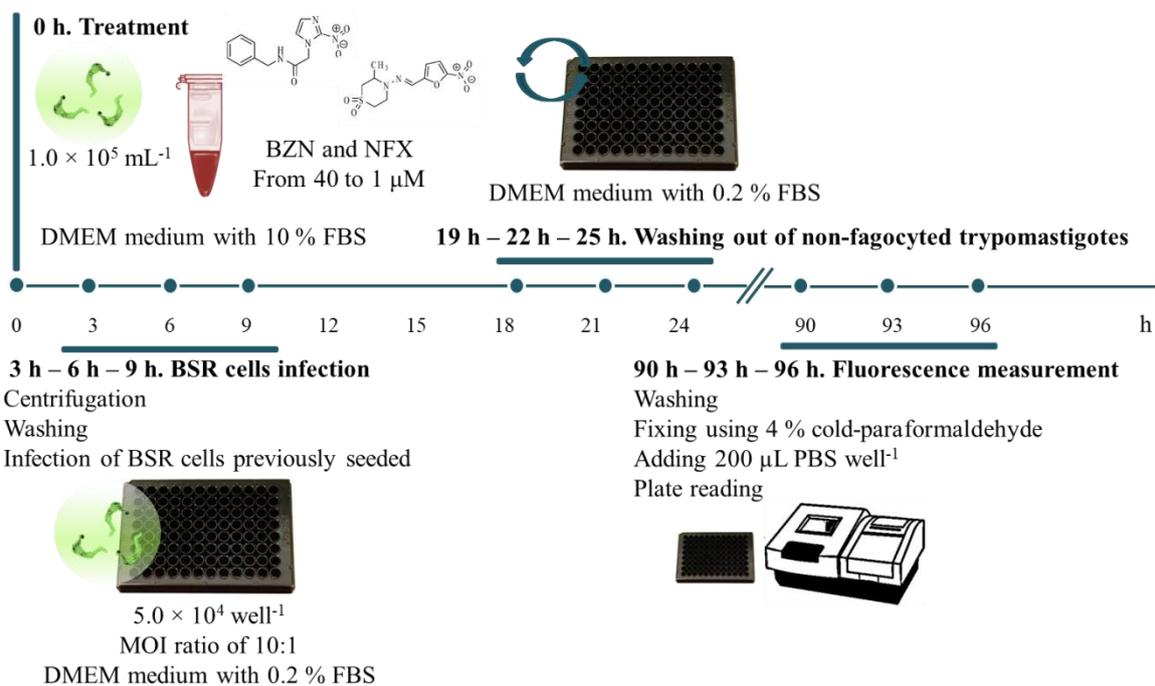 0 h. Treatment
1.0 × 10⁵ mL⁻¹
H
N
O
N
N
N
O
O
CH₃
N
N
O
N
O
O
S
O
O
BZN and NFX
From 40 to 1 µM
DMEM medium with 10 % FBS
DMEM medium with 0.2 % FBS
19 h – 22 h – 25 h. Washing out of non-fagocyted trypomastigotes
0 3 6 9 12 15 18 21 24 90 93 96 h
3 h – 6 h – 9 h. BSR cells infection
Centrifugation
Washing
Infection of BSR cells previously seeded
5.0 × 10⁴ well⁻¹
MOI ratio of 10:1
DMEM medium with 0.2 % FBS
90 h – 93 h – 96 h. Fluorescence measurement
Washing
Fixing using 4 % cold-paraformaldehyde
Adding 200 µL PBS well⁻¹
Plate reading